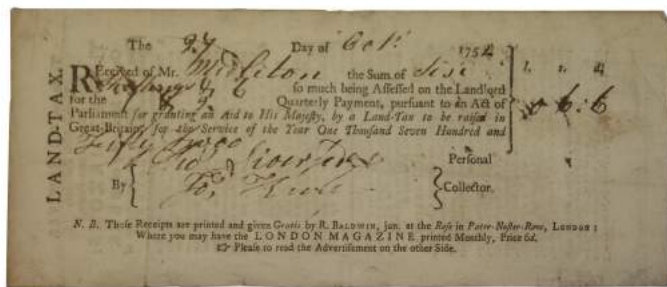 LAND-TAX.
The 27 Day of Octr. 175
Received of Mr. Middleton the Sum of Six
Shillings & 6 so much being Assessed on the Landlord
for the Quarterly Payment, pursuant to an Act of
Parliament for granting an Aid to His Majesty, by a Land-Tax to be raised in
Great-Britain, for the Service of the Year One Thousand Seven Hundred and
Fifty
l. s. d.
6:6
Personal
By Collector.
N. B. These Receipts are printed and given Gratis by R. BALDWIN, jun. at the Rose in Pater-Noster-Row, LONDON:
Where you may have the LONDON MAGAZINE printed Monthly, Price 6d.
☞ Please to read the Advertisement on the other Side.